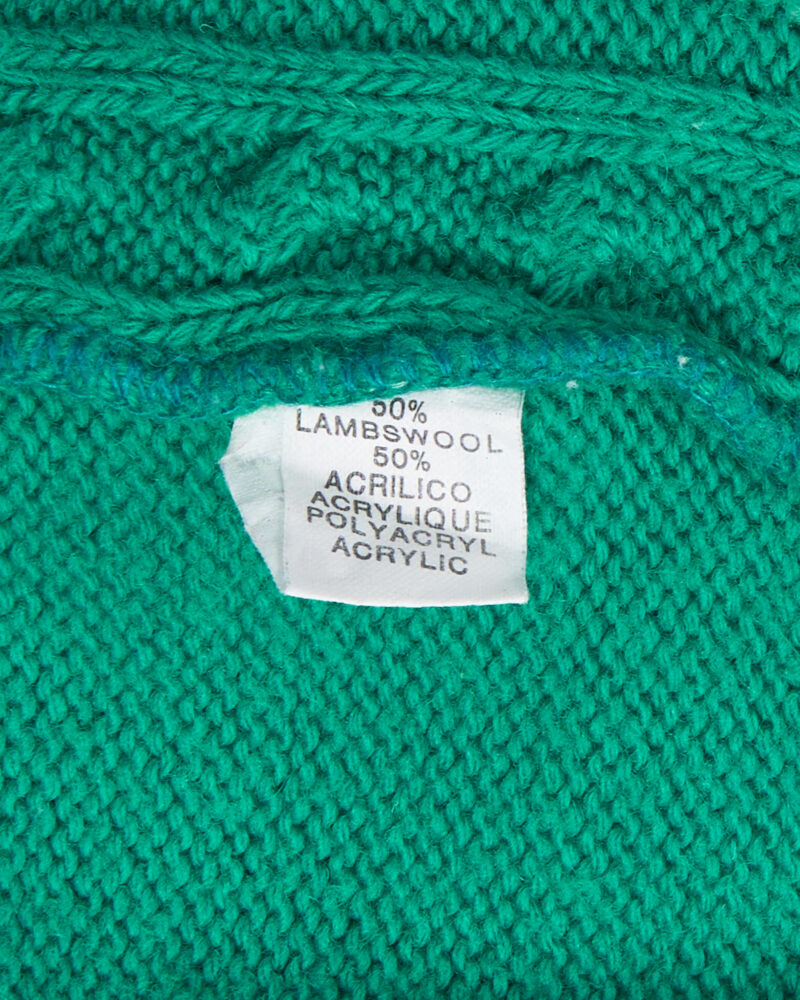 50%
LAMBSWOOL
50%
ACRILICO
ACRYLIQUE
POLYACRYL
ACRYLIC